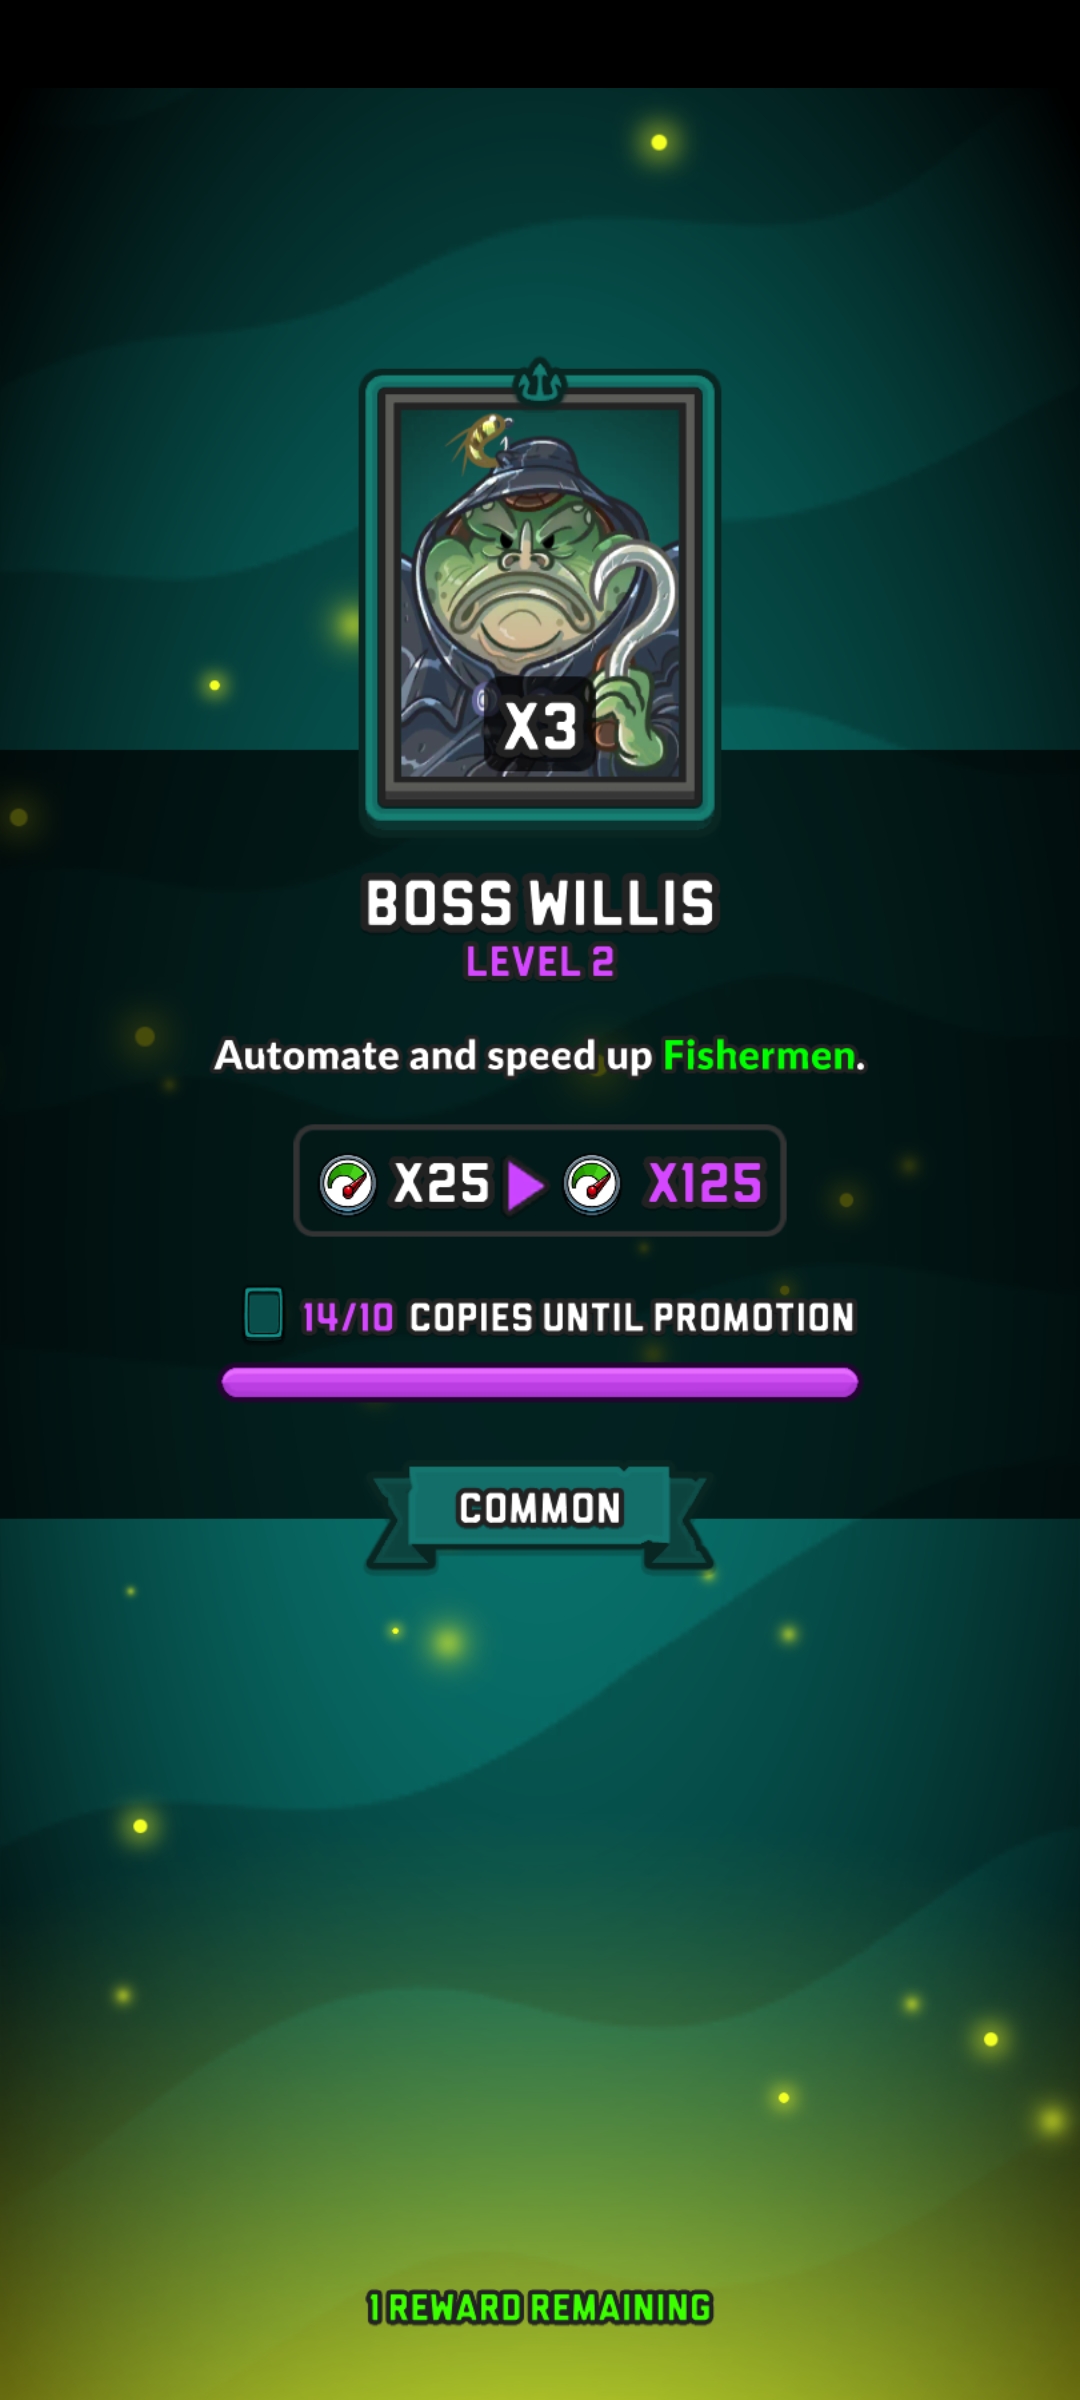 X3
BOSS WILLIS
LEVEL 2
Automate and speed up Fishermen.
X25 X125
14/10 COPIES UNTIL PROMOTION
COMMON
1 REWARD REMAINING